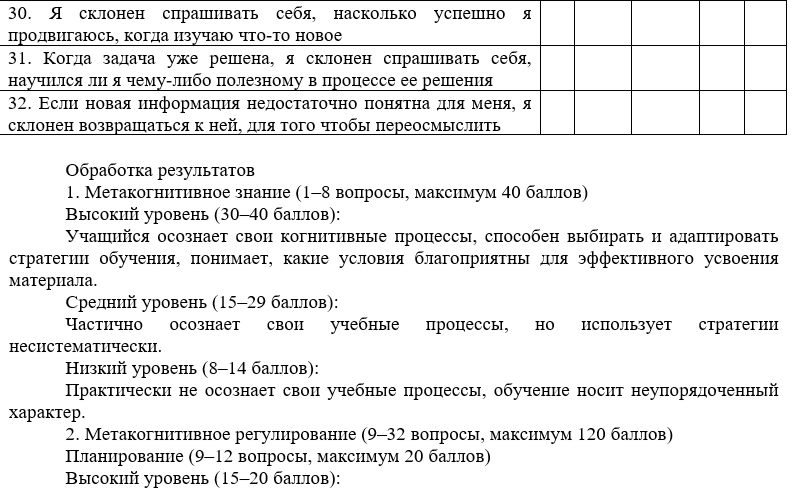 30. Я склонен спрашивать себя, насколько успешно я
продвигаюсь, когда изучаю что-то новое
31. Когда задача уже решена, я склонен спрашивать себя,
научился ли я чему-либо полезному в процессе ее решения
32. Если новая информация недостаточно понятна для меня, я
склонен возвращаться к ней, для того чтобы переосмыслить
Обработка результатов
1. Метакогнитивное знание (1–8 вопросы, максимум 40 баллов)
Высокий уровень (30–40 баллов):
Учащийся осознает свои когнитивные процессы, способен выбирать и адаптировать
стратегии обучения, понимает, какие условия благоприятны для эффективного усвоения
материала.
Средний уровень (15–29 баллов):
Частично осознает свои учебные процессы, но использует стратегии
несистематически.
Низкий уровень (8–14 баллов):
Практически не осознает свои учебные процессы, обучение носит неупорядоченный
характер.
2. Метакогнитивное регулирование (9–32 вопросы, максимум 120 баллов)
Планирование (9–12 вопросы, максимум 20 баллов)
Высокий уровень (15–20 баллов):